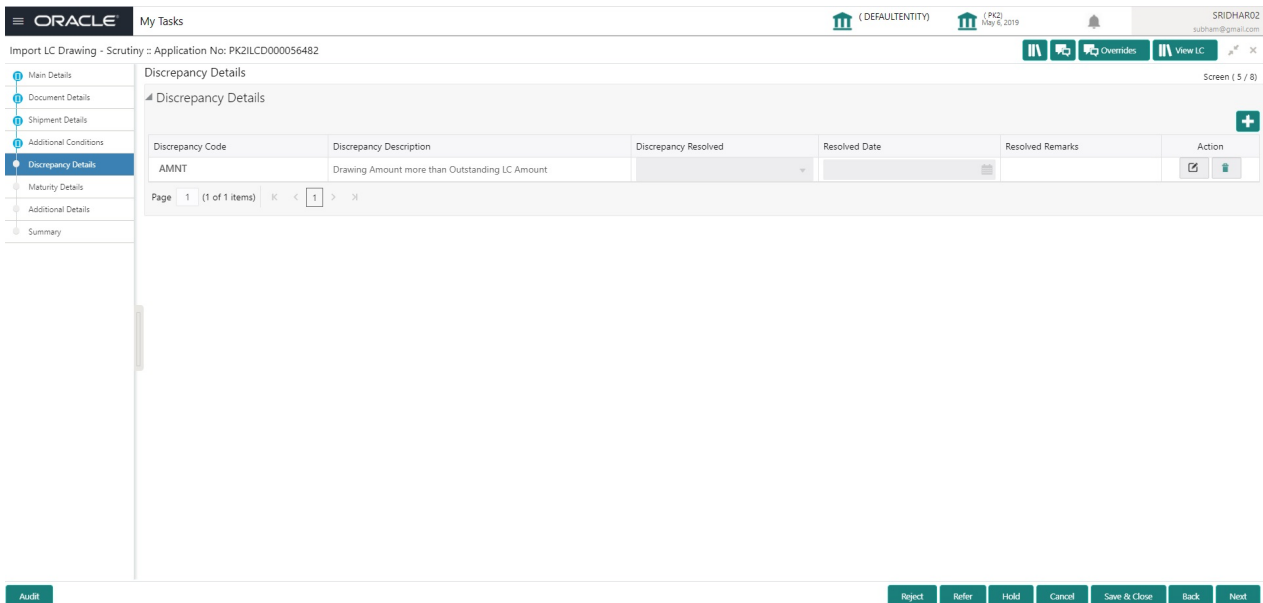 ORACLE
My Tasks
( DEFAULTENTITY)
( PK2)
May 6, 2019
SRIDHAR02
subham@gmail.com
Import LC Drawing - Scrutiny :: Application No: PK2ILCD000056482
Overrides
View LC
Main Details
Document Details
Shipment Details
Additional Conditions
Discrepancy Details
Maturity Details
Additional Details
Summary
Discrepancy Details
Screen ( 5 / 8)
Discrepancy Details
Discrepancy Code Discrepancy Description Discrepancy Resolved Resolved Date Resolved Remarks Action
AMNT Drawing Amount more than Outstanding LC Amount
Page 1 (1 of 1 items) 1
Audit Reject Refer Hold Cancel Save & Close Back Next